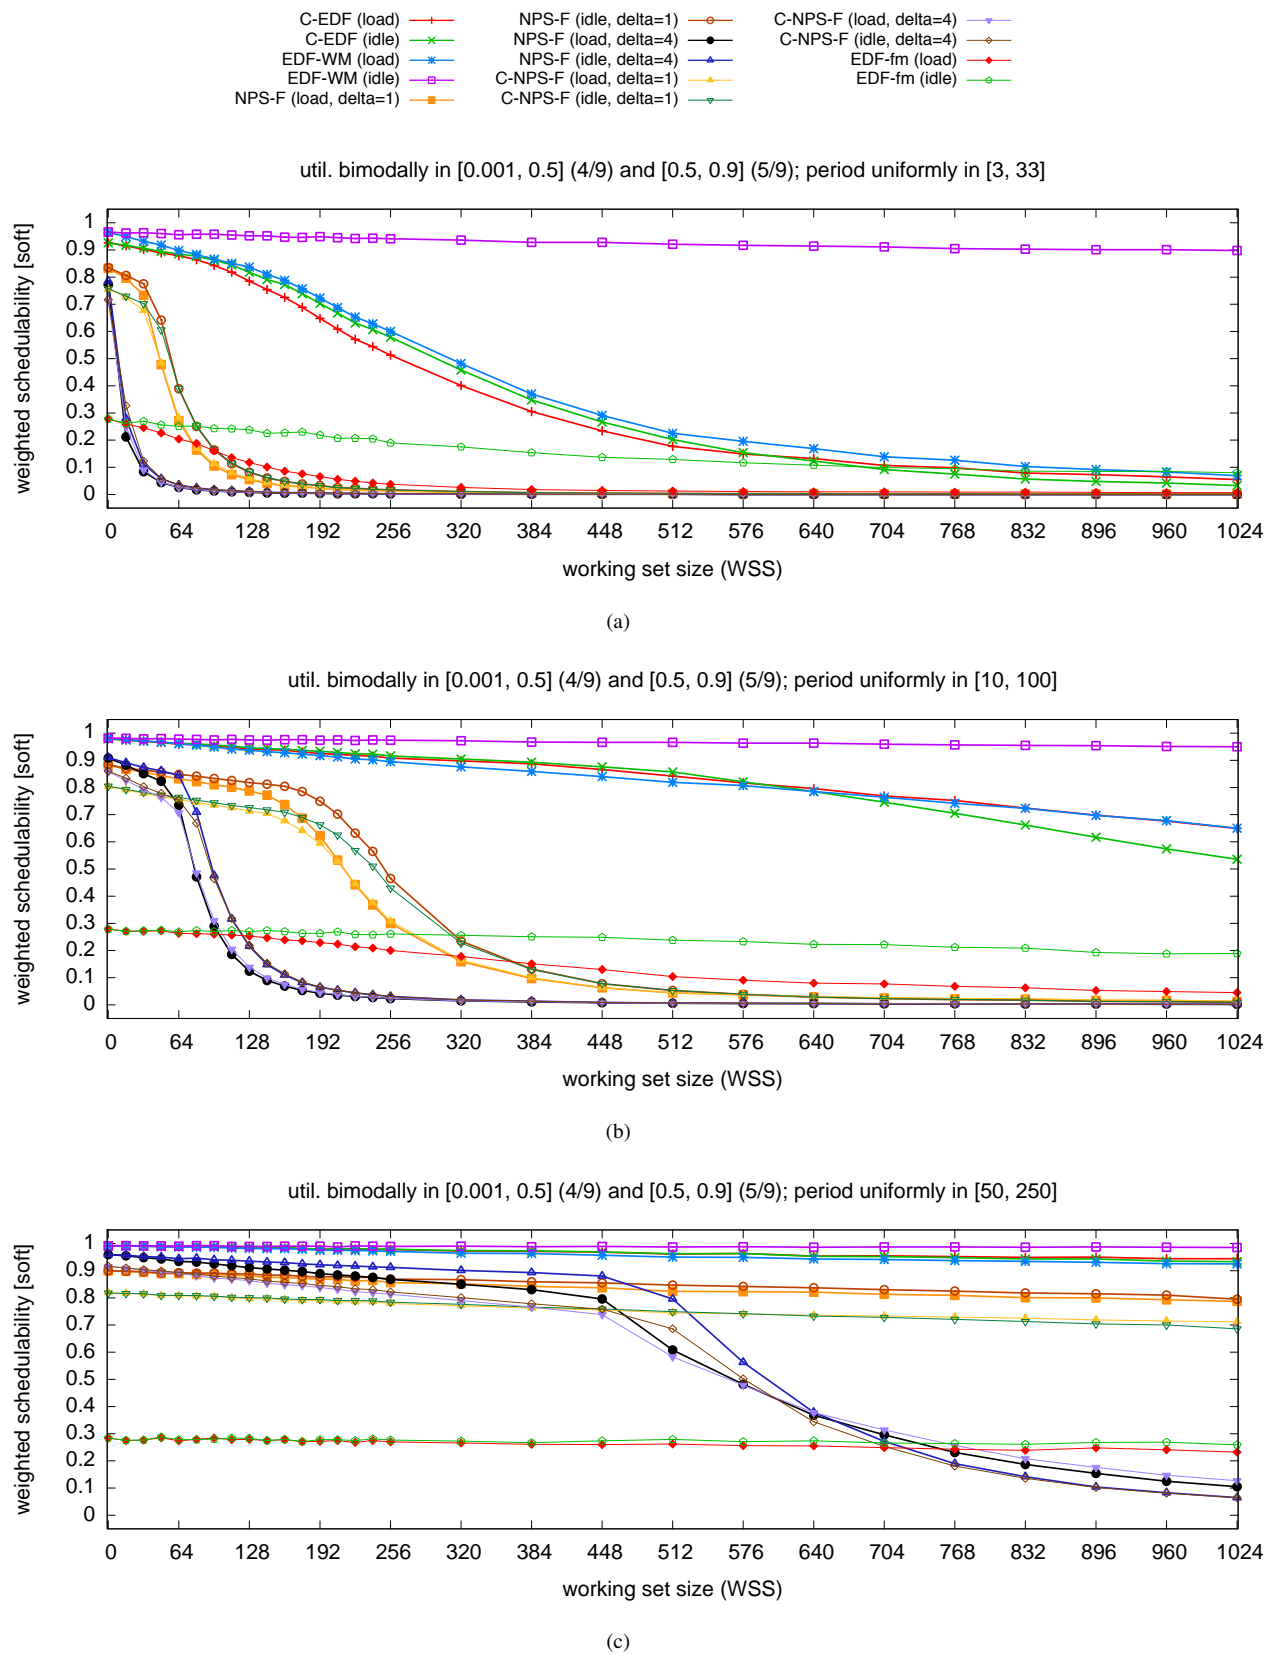 C-EDF (load)
C-EDF (idle)
EDF-WM (load)
EDF-WM (idle)
NPS-F (load, delta=1)
NPS-F (idle, delta=1)
NPS-F (load, delta=4)
NPS-F (idle, delta=4)
C-NPS-F (load, delta=1)
C-NPS-F (idle, delta=1)
C-NPS-F (load, delta=4)
C-NPS-F (idle, delta=4)
EDF-fm (load)
EDF-fm (idle)
util. bimodally in [0.001, 0.5] (4/9) and [0.5, 0.9] (5/9); period uniformly in [3, 33]
weighted schedulability [soft]
1
0.9
0.8
0.7
0.6
0.5
0.4
0.3
0.2
0.1
0
0 64 128 192 256 320 384 448 512 576 640 704 768 832 896 960 1024
working set size (WSS)
(a)
util. bimodally in [0.001, 0.5] (4/9) and [0.5, 0.9] (5/9); period uniformly in [10, 100]
weighted schedulability [soft]
1
0.9
0.8
0.7
0.6
0.5
0.4
0.3
0.2
0.1
0
0 64 128 192 256 320 384 448 512 576 640 704 768 832 896 960 1024
working set size (WSS)
(b)
util. bimodally in [0.001, 0.5] (4/9) and [0.5, 0.9] (5/9); period uniformly in [50, 250]
weighted schedulability [soft]
1
0.9
0.8
0.7
0.6
0.5
0.4
0.3
0.2
0.1
0
0 64 128 192 256 320 384 448 512 576 640 704 768 832 896 960 1024
working set size (WSS)
(c)